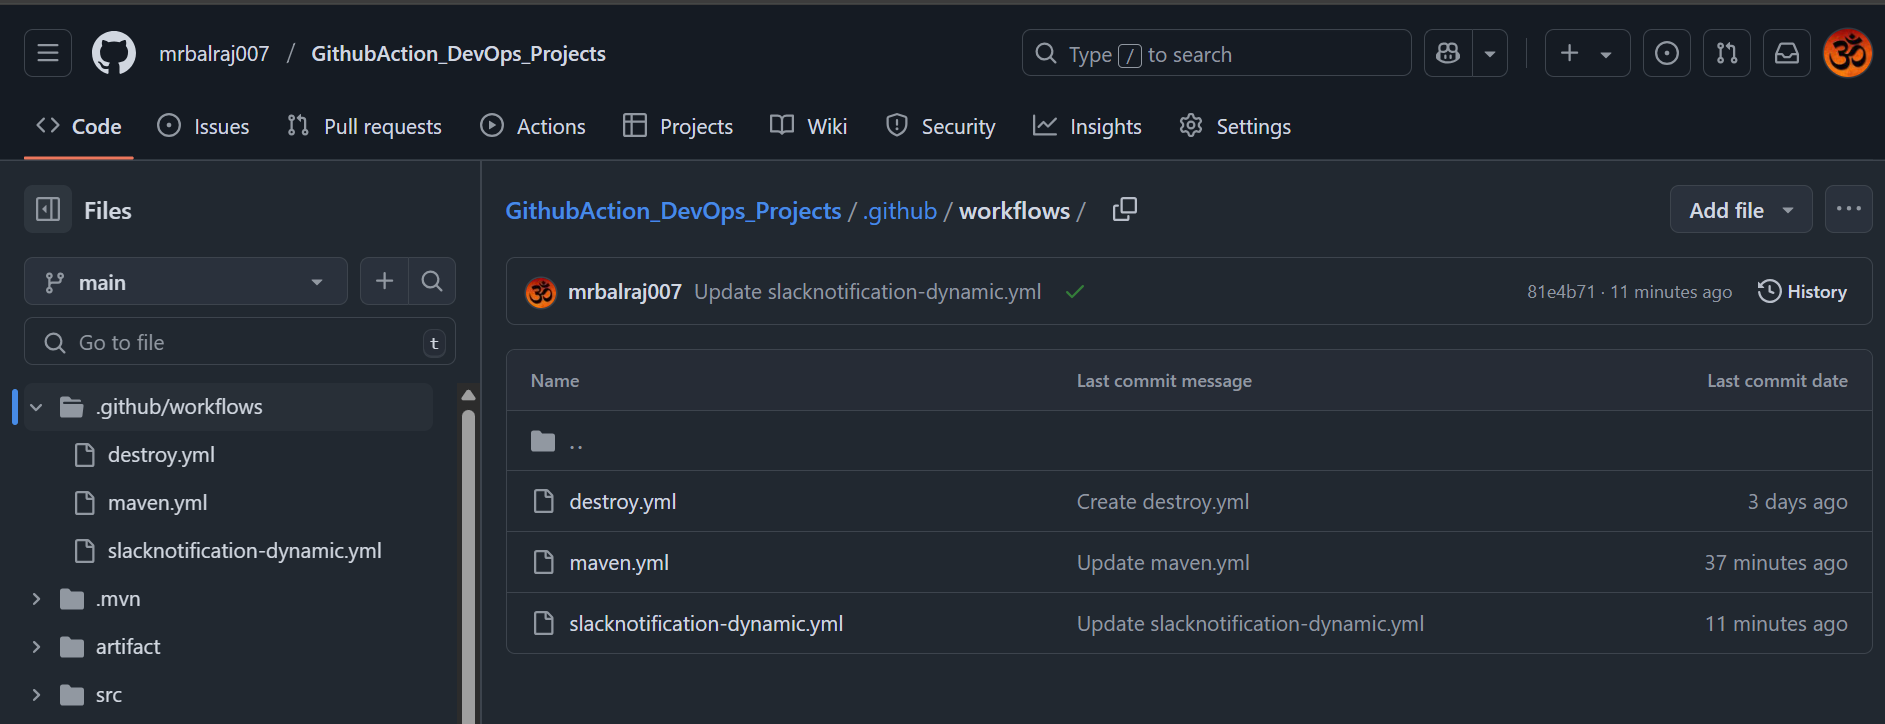 mrbalraj007 / GithubAction_DevOps_Projects
Type / to search
Code
Issues
Pull requests
Actions
Projects
Wiki
Security
Insights
Settings
Files
main
Go to file
t
.github/workflows
destroy.yml
maven.yml
slacknotification-dynamic.yml
.mvn
artifact
src
GithubAction_DevOps_Projects / .github / workflows /
Add file
mrbalraj007 Update slacknotification-dynamic.yml
81e4b71 · 11 minutes ago
History
Name Last commit message Last commit date
..
destroy.yml Create destroy.yml 3 days ago
maven.yml Update maven.yml 37 minutes ago
slacknotification-dynamic.yml Update slacknotification-dynamic.yml 11 minutes ago